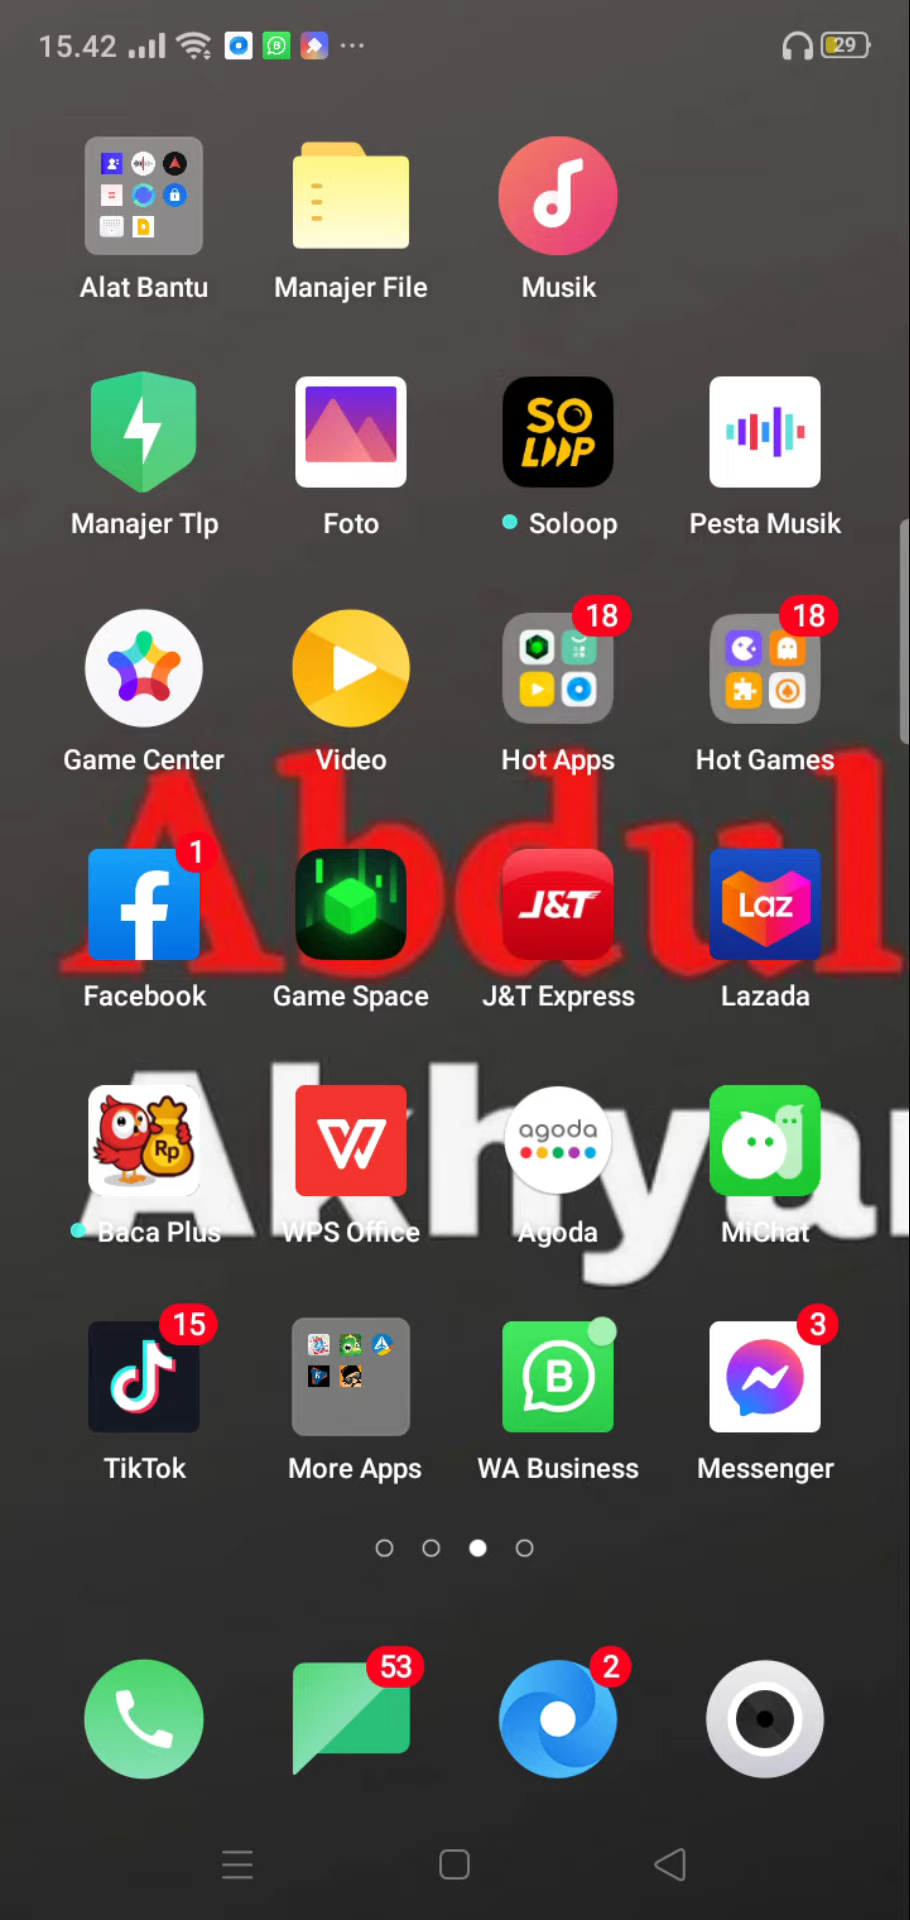 15.42 29
Alat Bantu Manajer File Musik
SO
LOOP
Manajer Tlp Foto Soloop Pesta Musik
18 18
Game Center Video Hot Apps Hot Games
Abdul
1
J&T Laz
Facebook Game Space J&T Express Lazada
Akhya
Rp W agoda
Baca Plus WPS Office Agoda MiChat
15 3
B
TikTok More Apps WA Business Messenger
53 2